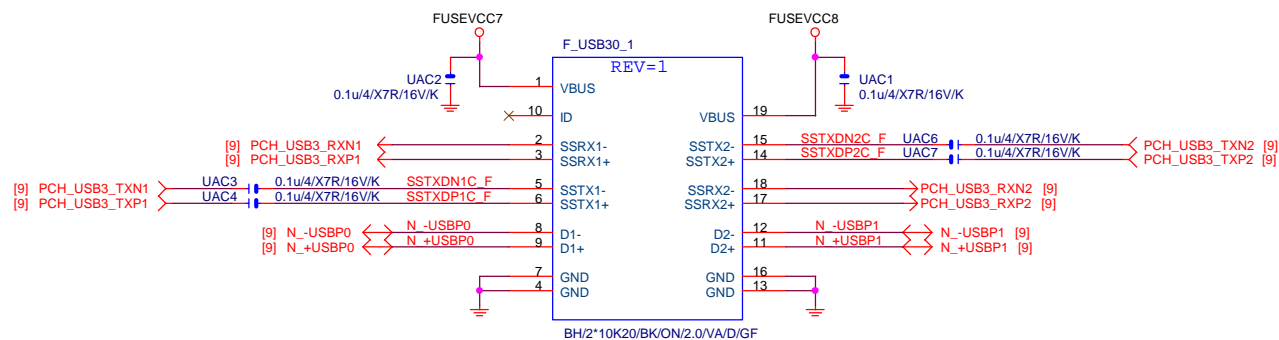 FUSEVCC7
FUSEVCC8
F_USB30_1
REV=1
UAC2
0.1u/4/X7R/16V/K
UAC1
0.1u/4/X7R/16V/K
1 VBUS
10 ID
VBUS 19
[9] PCH_USB3_RXN1 2 SSRX1-
[9] PCH_USB3_RXP1 3 SSRX1+
SSTX2- 15 SSTXDN2C_F UAC6 0.1u/4/X7R/16V/K PCH_USB3_TXN2 [9]
SSTX2+ 14 SSTXDP2C_F UAC7 0.1u/4/X7R/16V/K PCH_USB3_TXP2 [9]
[9] PCH_USB3_TXN1 UAC3 0.1u/4/X7R/16V/K SSTXDN1C_F 5 SSTX1-
[9] PCH_USB3_TXP1 UAC4 0.1u/4/X7R/16V/K SSTXDP1C_F 6 SSTX1+
SSRX2- 18 PCH_USB3_RXN2 [9]
SSRX2+ 17 PCH_USB3_RXP2 [9]
[9] N_-USBP0 N_-USBP0 8 D1-
[9] N_+USBP0 N_+USBP0 9 D1+
D2- 12 N_-USBP1 N_-USBP1 [9]
D2+ 11 N_+USBP1 N_+USBP1 [9]
7 GND
4 GND
GND 16
GND 13
BH/2*10K20/BK/ON/2.0/VA/D/GF